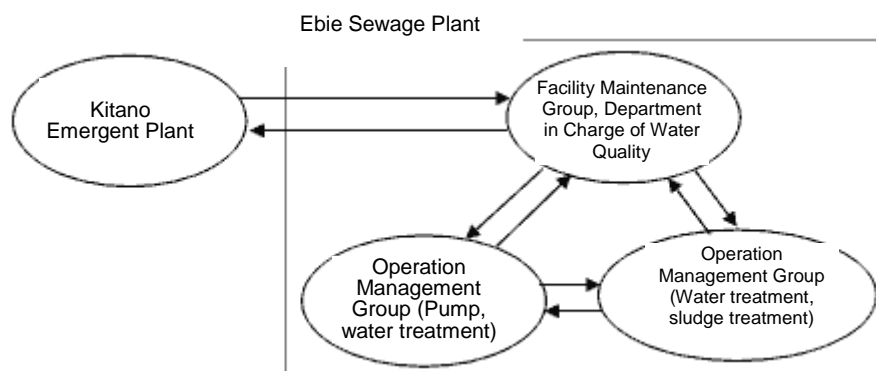 Ebie Sewage Plant
Kitano
Emergent Plant
Facility Maintenance
Group, Department
in Charge of Water
Quality
Operation
Management
Group (Pump,
water treatment)
Operation
Management Group
(Water treatment,
sludge treatment)